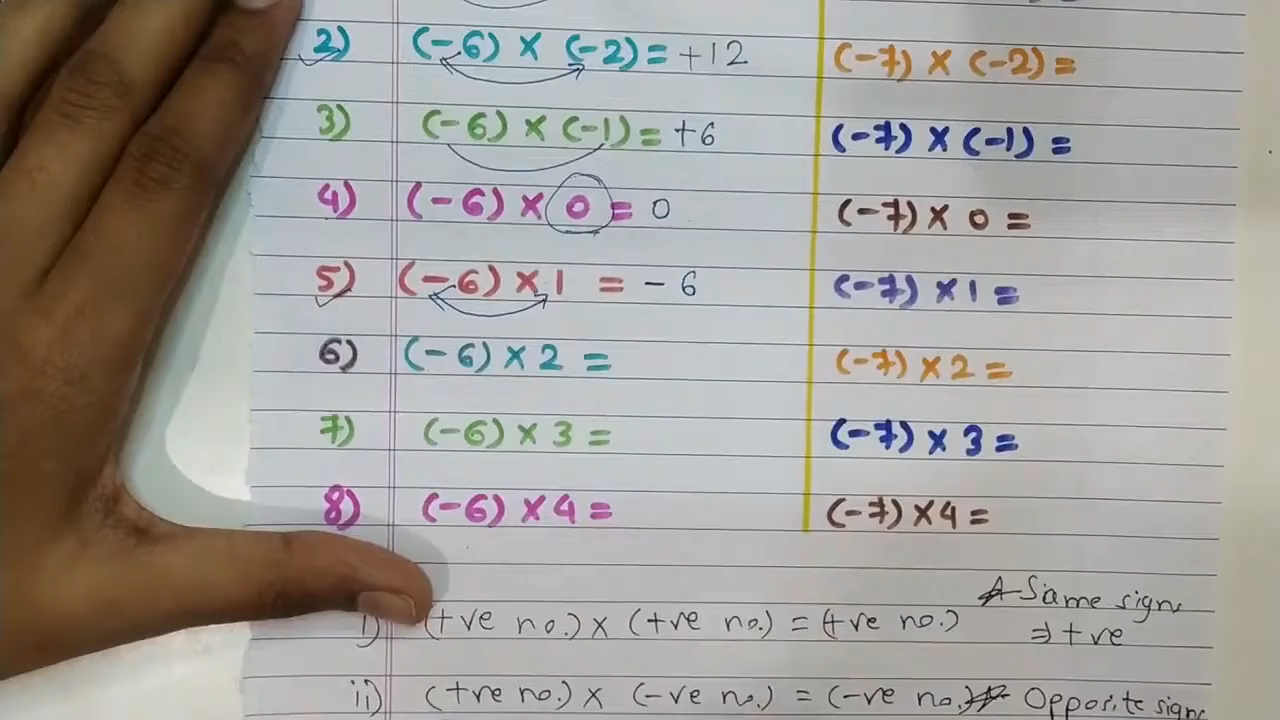 2) (-6) × (-2) = +12 (-7) × (-2) =
3) (-6) × (-1) = +6 (-7) × (-1) =
4) (-6) × 0 = 0 (-7) × 0 =
5) (-6) × 1 = - 6 (-7) × 1 =
6) (-6) × 2 = (-7) × 2 =
7) (-6) × 3 = (-7) × 3 =
8) (-6) × 4 = (-7) × 4 =
Same signs
i) (+ve no.) × (+ve no.) = (+ve no.) ⇒ +ve
ii) (+ve no.) × (-ve no.) = (-ve no.) Opposite signs